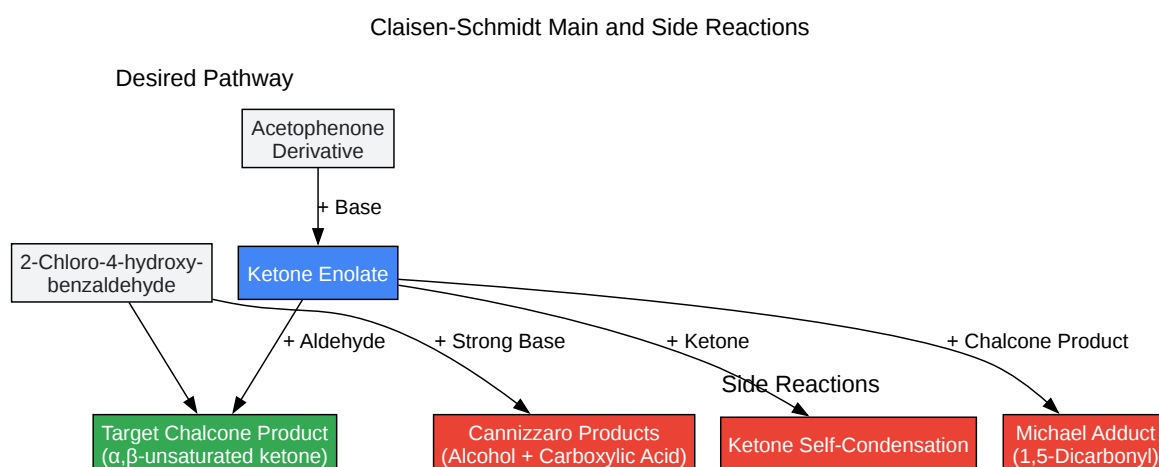 Claisen-Schmidt Main and Side Reactions
Desired Pathway
Acetophenone
Derivative
+ Base
2-Chloro-4-hydroxy-
benzaldehyde
Ketone Enolate
+ Aldehyde
+ Strong Base
+ Ketone
+ Chalcone Product
Side Reactions
Target Chalcone Product
(α,β-unsaturated ketone)
Cannizzaro Products
(Alcohol + Carboxylic Acid)
Ketone Self-Condensation
Michael Adduct
(1,5-Dicarbonyl)